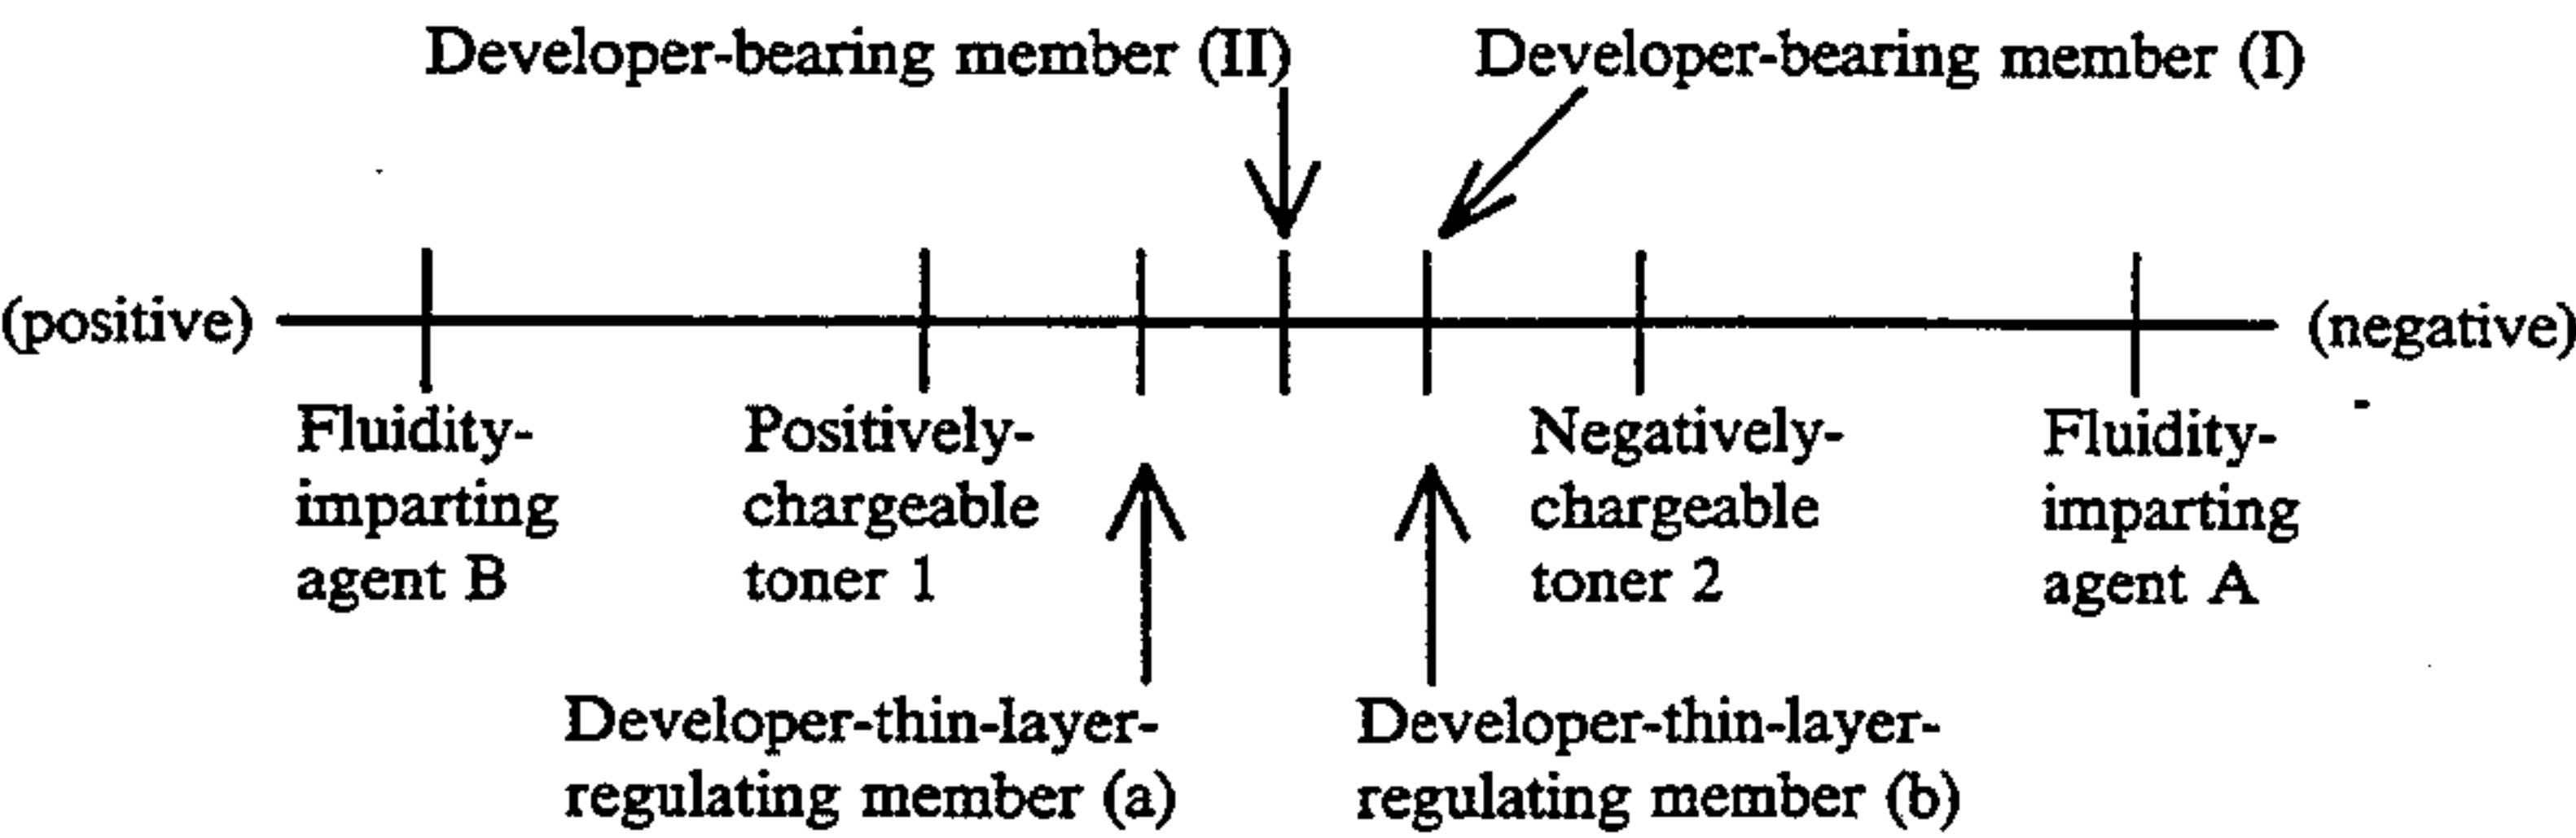 Developer-bearing member (II)
Developer-bearing member (I)
(positive)
(negative)
Fluidity-
imparting
agent B
Positively-
chargeable
toner 1
Negatively-
chargeable
toner 2
Fluidity-
imparting
agent A
Developer-thin-layer-
regulating member (a)
Developer-thin-layer-
regulating member (b)